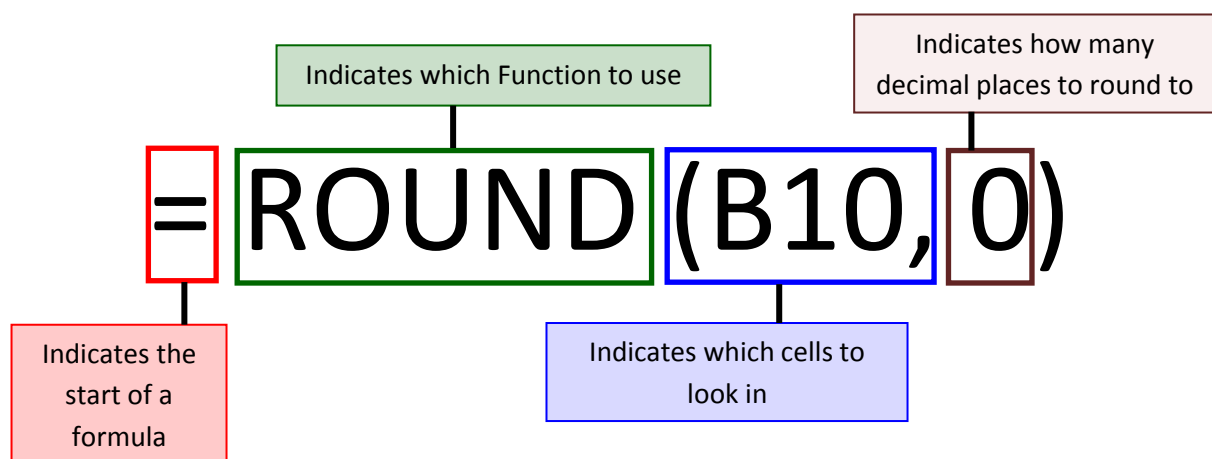 Indicates which Function to use
Indicates how many
decimal places to round to
=ROUND(B10, 0)
Indicates the
start of a
formula
Indicates which cells to
look in